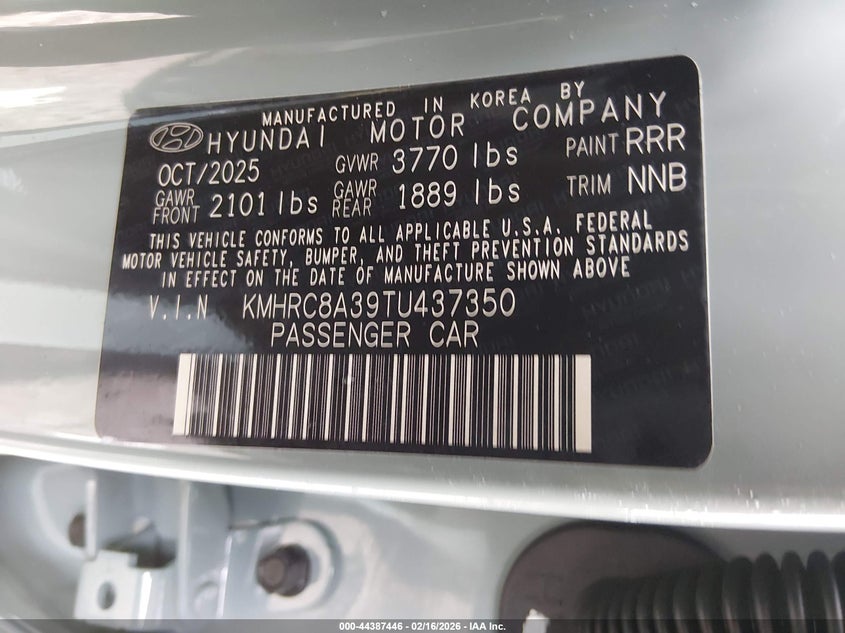 MANUFACTURED IN KOREA BY
HYUNDAI MOTOR COMPANY
OCT/2025 GVWR 3770 lbs PAINT RRR
GAWR FRONT 2101 lbs GAWR REAR 1889 lbs TRIM NNB
THIS VEHICLE CONFORMS TO ALL APPLICABLE U.S.A. FEDERAL
MOTOR VEHICLE SAFETY, BUMPER, AND THEFT PREVENTION STANDARDS
IN EFFECT ON THE DATE OF MANUFACTURE SHOWN ABOVE
V.I.N KMHRC8A39TU437350
PASSENGER CAR
000-44387446 - 02/16/2026 - IAA Inc.